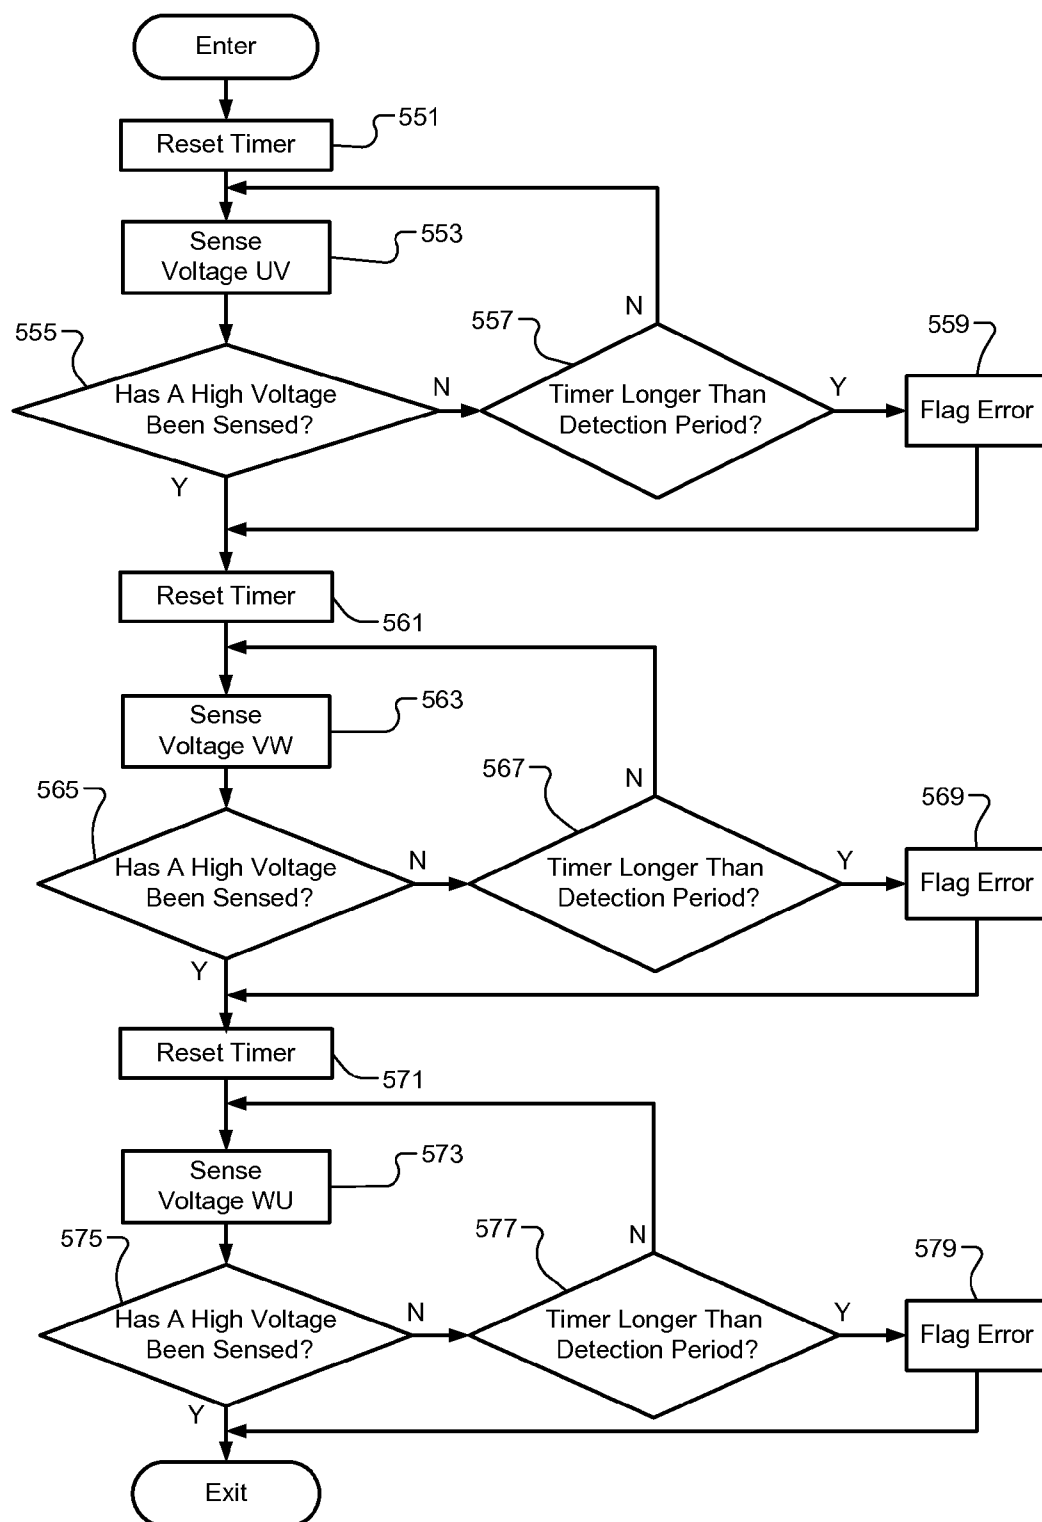 Enter
Reset Timer
551
Sense
Voltage UV
553
555
Has A High Voltage
Been Sensed?
N
557
Timer Longer Than
Detection Period?
N
Y
559
Flag Error
Y
Reset Timer
561
Sense
Voltage VW
563
565
Has A High Voltage
Been Sensed?
N
567
Timer Longer Than
Detection Period?
N
Y
569
Flag Error
Y
Reset Timer
571
Sense
Voltage WU
573
575
Has A High Voltage
Been Sensed?
N
577
Timer Longer Than
Detection Period?
N
Y
579
Flag Error
Y
Exit